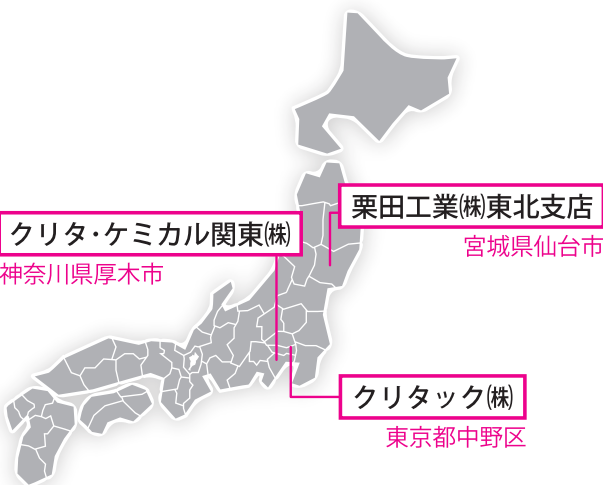 栗田工業㈱東北支店
宮城県仙台市
クリタ・ケミカル関東㈱
神奈川県厚木市
クリタック㈱
東京都中野区